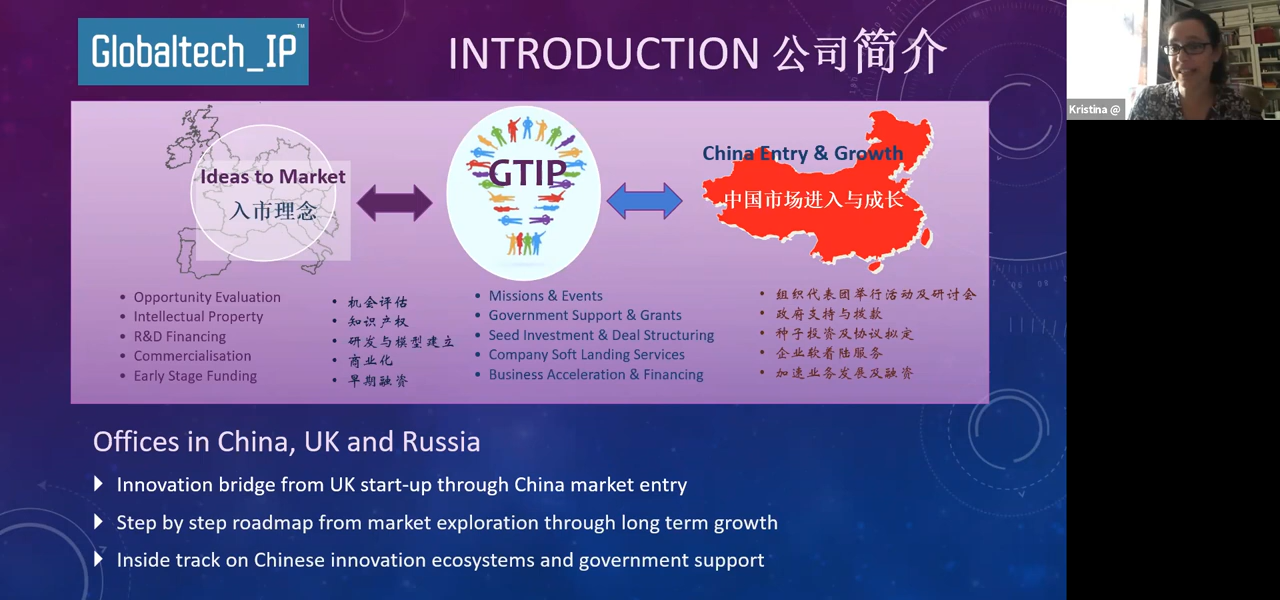 Globaltech_IP™
INTRODUCTION 公司简介
Kristina @
Ideas to Market
入市理念
GTIP
China Entry & Growth
中国市场进入与成长
• Opportunity Evaluation
• Intellectual Property
• R&D Financing
• Commercialisation
• Early Stage Funding
• 机会评估
• 知识产权
• 研发与模型建立
• 商业化
• 早期融资
• Missions & Events
• Government Support & Grants
• Seed Investment & Deal Structuring
• Company Soft Landing Services
• Business Acceleration & Financing
• 组织代表团举行活动及研讨会
• 政府支持与拨款
• 种子投资及协议拟定
• 企业软着陆服务
• 加速业务发展及融资
Offices in China, UK and Russia
Innovation bridge from UK start-up through China market entry
Step by step roadmap from market exploration through long term growth
Inside track on Chinese innovation ecosystems and government support